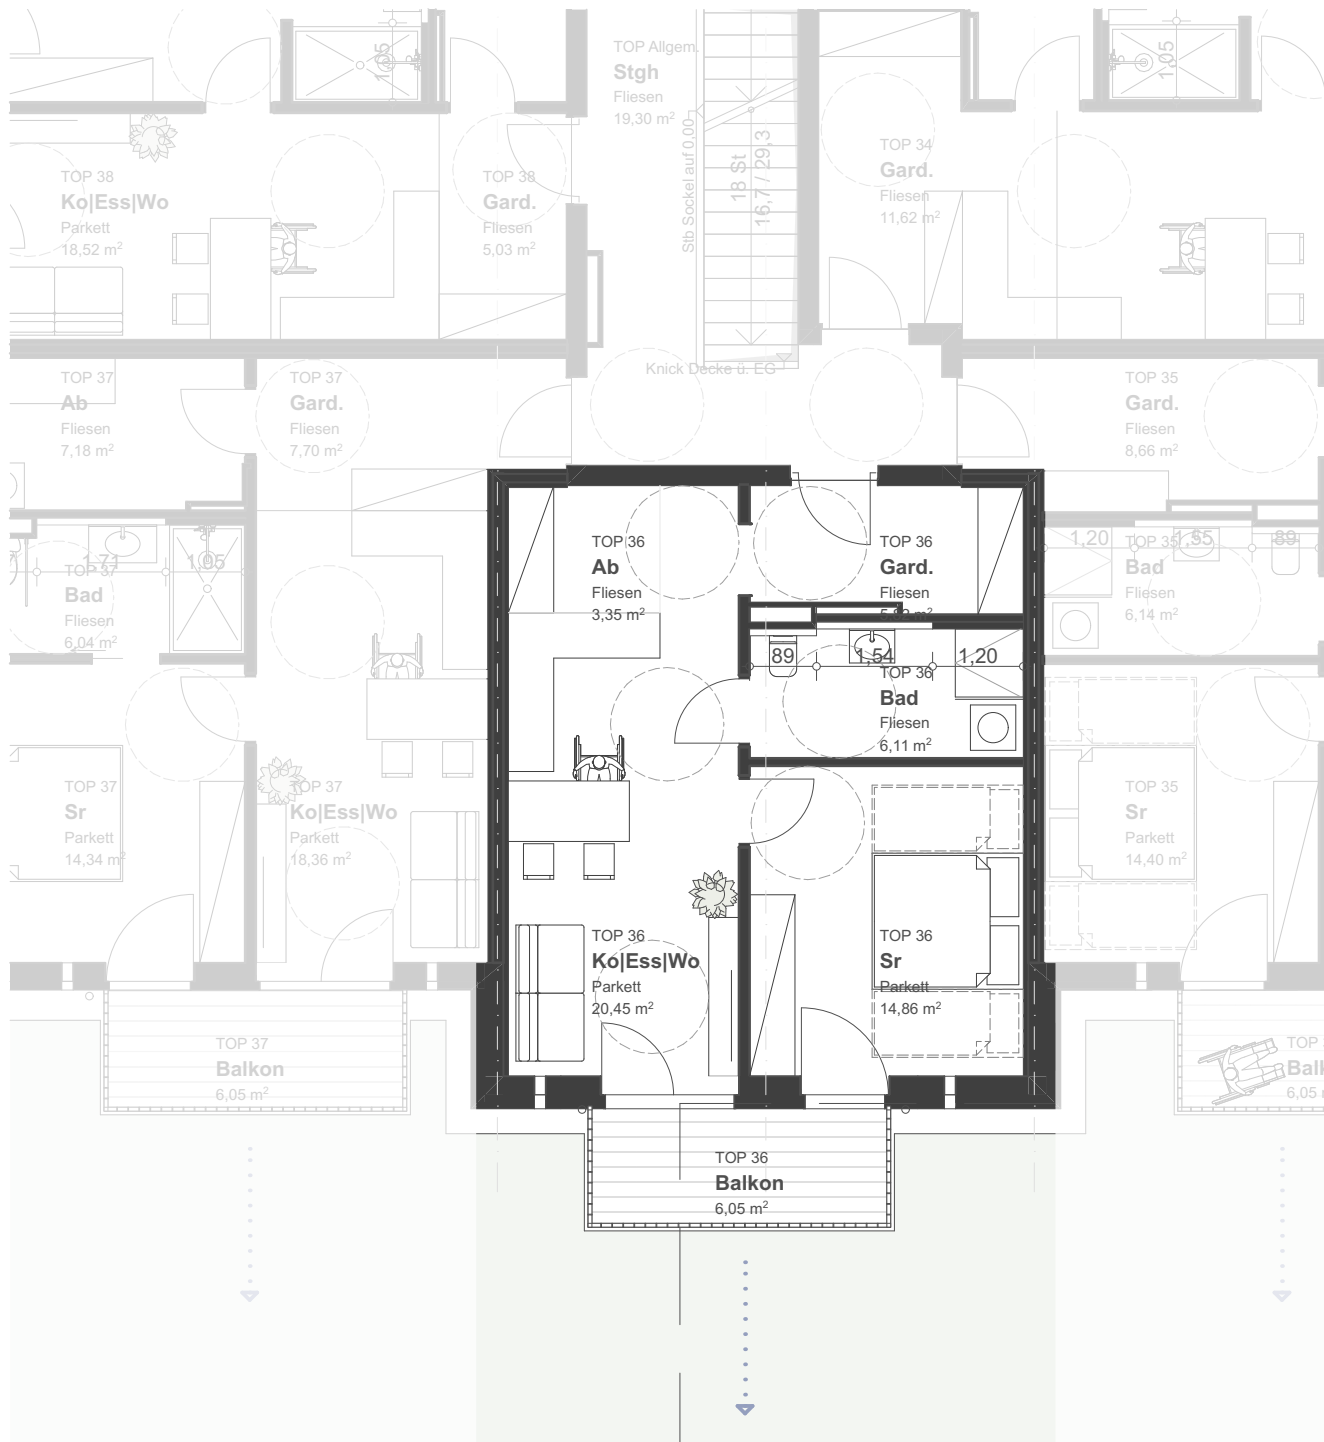 TOP Allgem.
Stgh
Fliesen
19,30 m²
Stb Sockel auf 0,00
18 St
16,7 / 29,3
1,05
1,05
TOP 34
Gard.
Fliesen
11,62 m²
TOP 38
Ko|Ess|Wo
Parkett
18,52 m²
TOP 38
Gard.
Fliesen
5,03 m²
Knick Decke ü. EG
TOP 37
Ab
Fliesen
7,18 m²
TOP 37
Gard.
Fliesen
7,70 m²
TOP 35
Gard.
Fliesen
8,66 m²
TOP 36
Ab
Fliesen
3,35 m²
TOP 36
Gard.
Fliesen
5,82 m²
1,71
1,05
TOP 37
Bad
Fliesen
6,04 m²
89
1,54
1,20
TOP 36
Bad
Fliesen
6,11 m²
1,20
1,55
89
TOP 35
Bad
Fliesen
6,14 m²
TOP 37
Sr
Parkett
14,34 m²
TOP 37
Ko|Ess|Wo
Parkett
18,36 m²
TOP 35
Sr
Parkett
14,40 m²
TOP 36
Ko|Ess|Wo
Parkett
20,45 m²
TOP 36
Sr
Parkett
14,86 m²
TOP 37
Balkon
6,05 m²
TOP 36
Balkon
6,05 m²
TOP
Balk
6,05